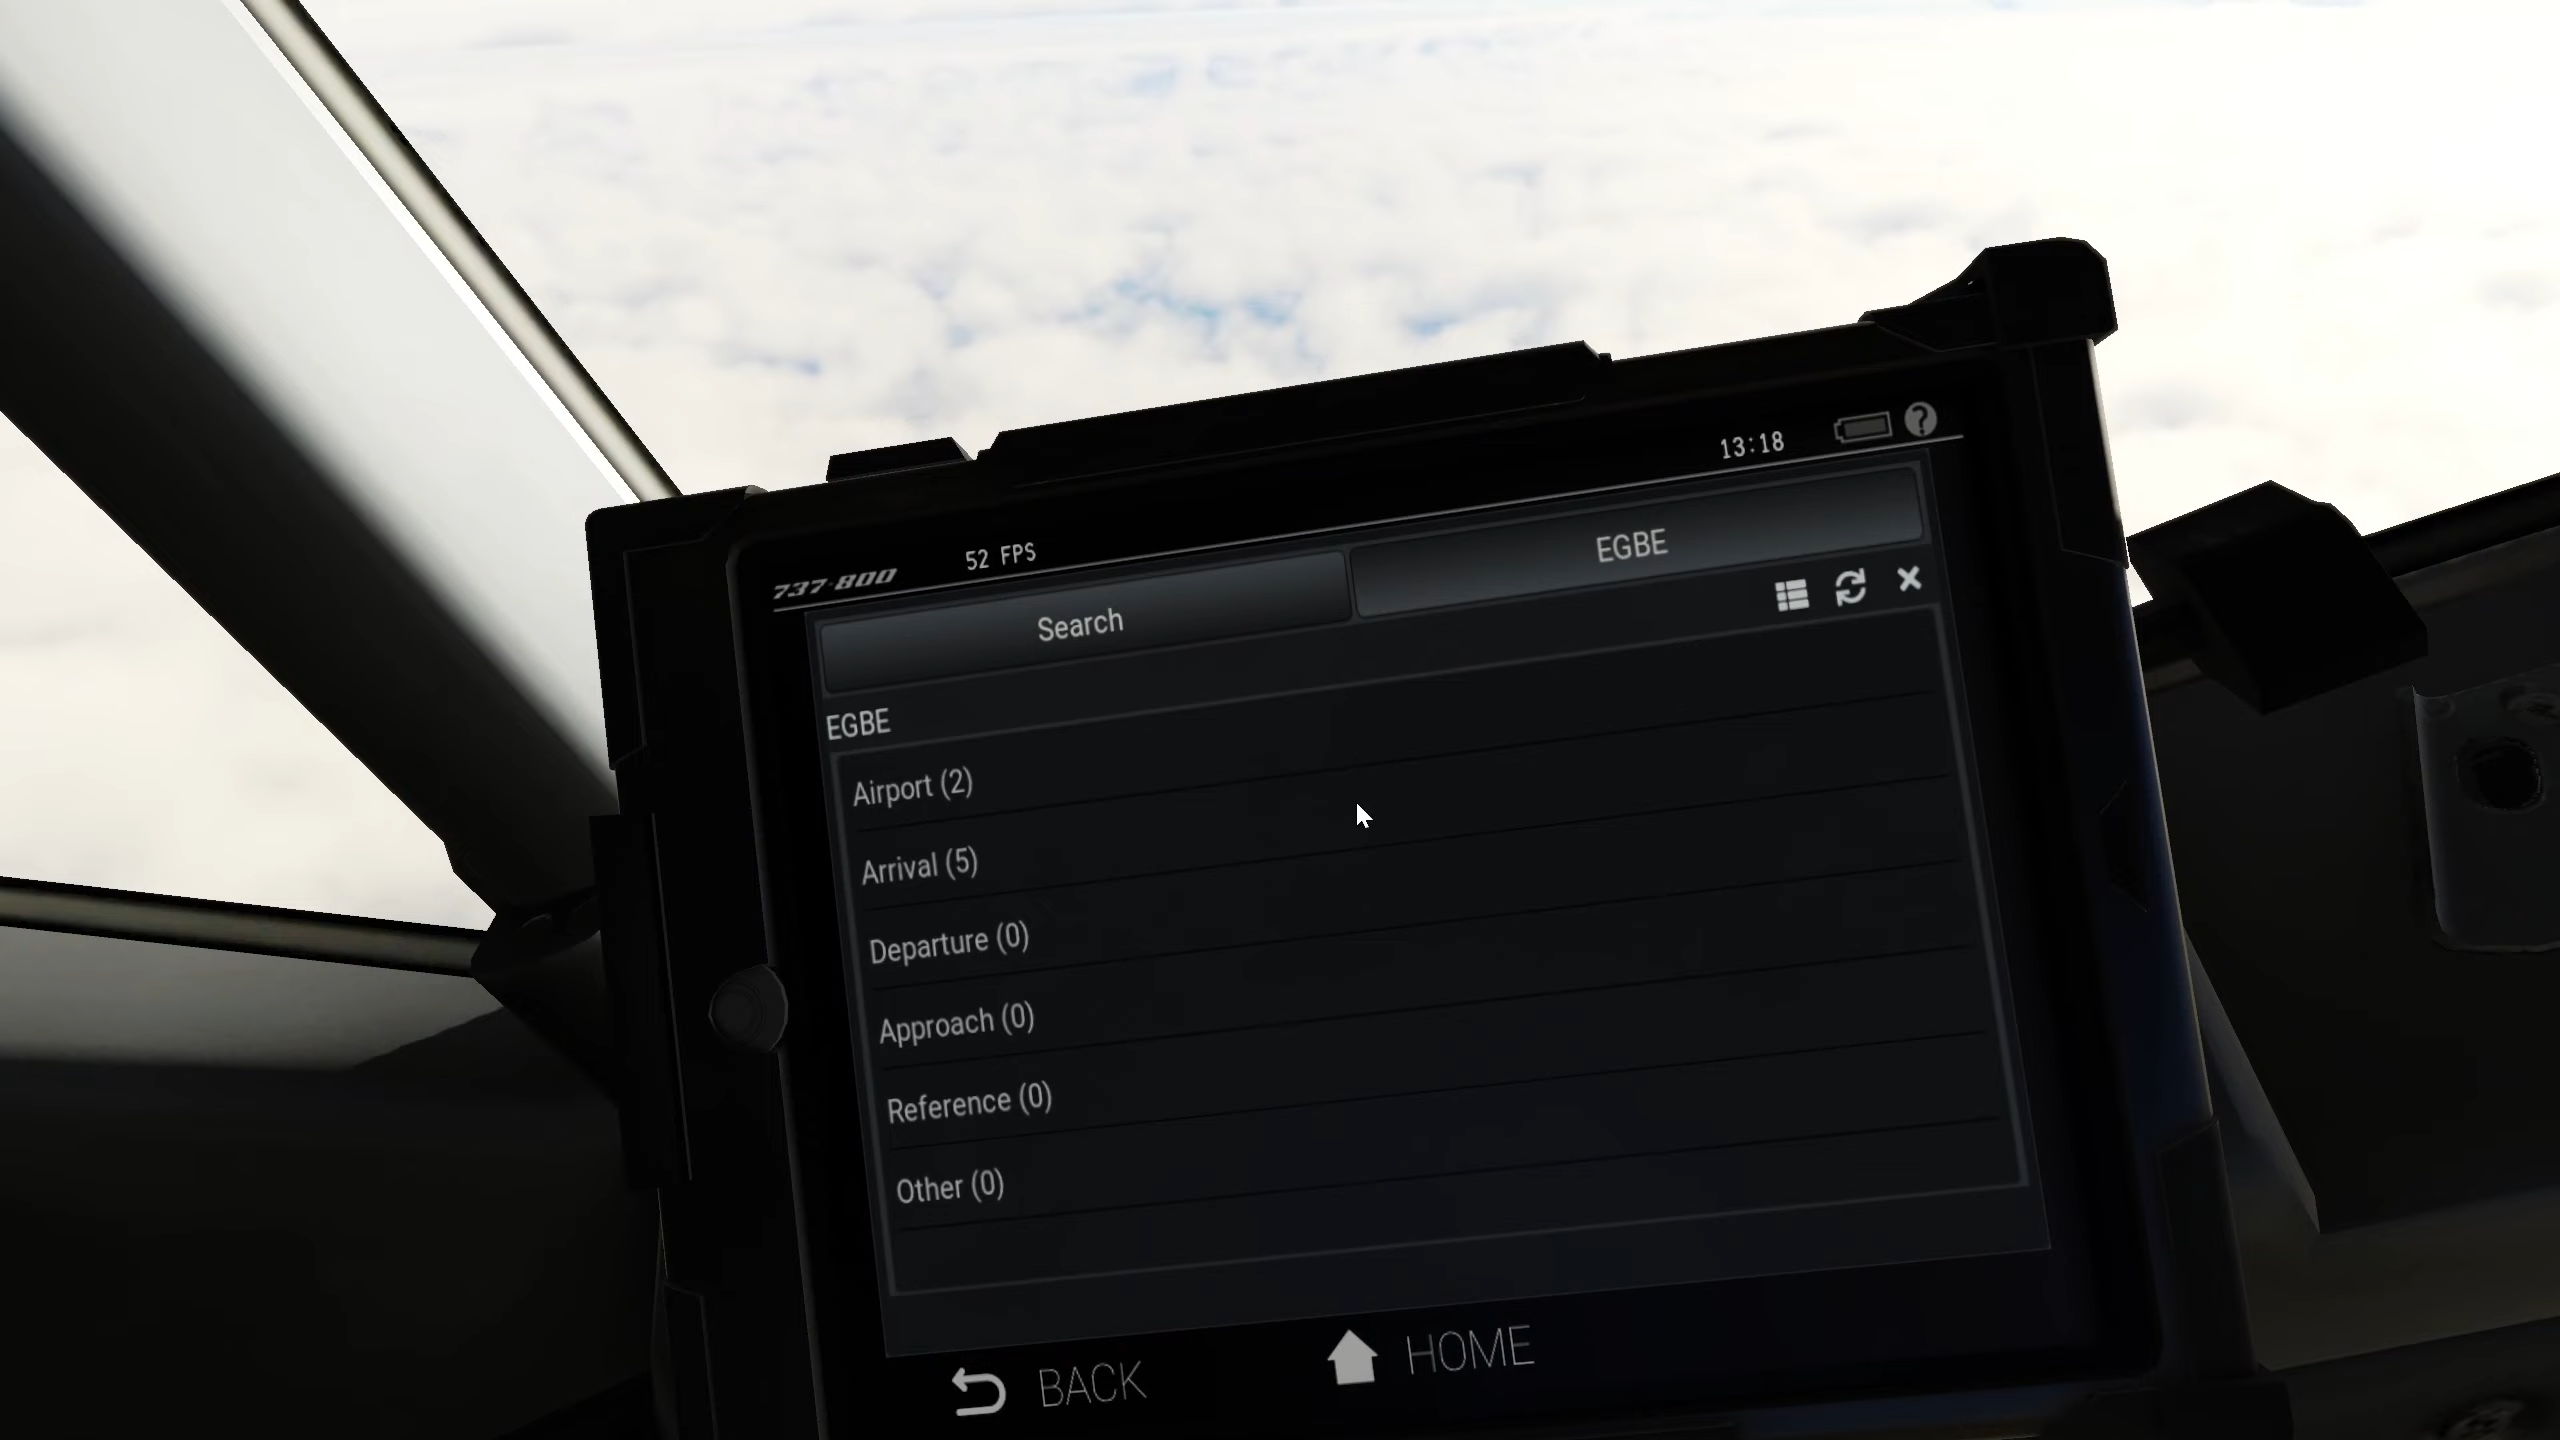 737-800 52 FPS 13:18
Search EGBE
EGBE
Airport (2)
Arrival (5)
Departure (0)
Approach (0)
Reference (0)
Other (0)
BACK HOME